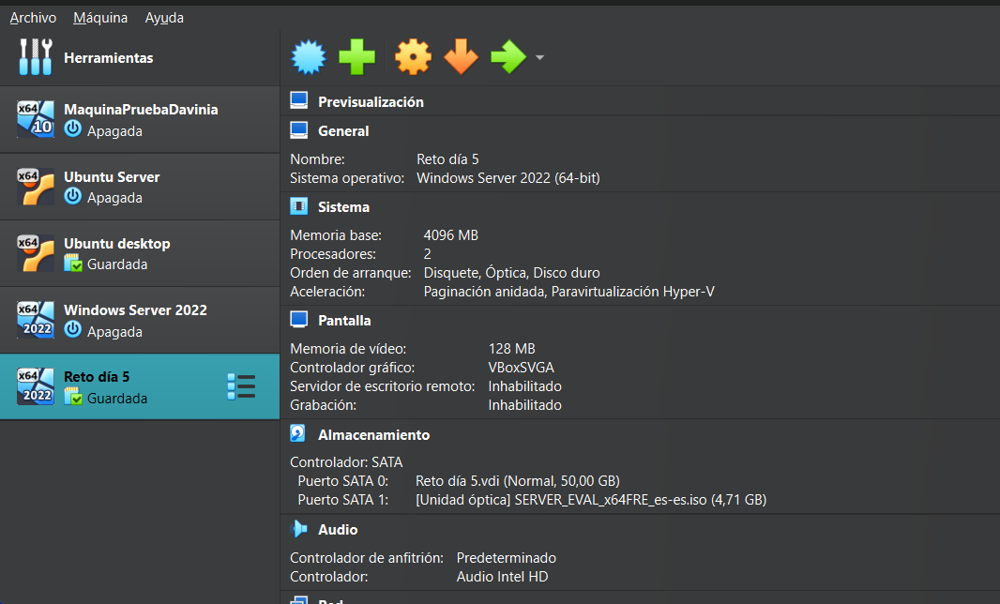 Archivo Máquina Ayuda
Herramientas
x64
10
MaquinaPruebaDavinia
Apagada
x64
Ubuntu Server
Apagada
x64
Ubuntu desktop
Guardada
x64
2022
Windows Server 2022
Apagada
x64
2022
Reto día 5
Guardada
Previsualización
General
Nombre: Reto día 5
Sistema operativo: Windows Server 2022 (64-bit)
Sistema
Memoria base: 4096 MB
Procesadores: 2
Orden de arranque: Disquete, Óptica, Disco duro
Aceleración: Paginación anidada, Paravirtualización Hyper-V
Pantalla
Memoria de vídeo: 128 MB
Controlador gráfico: VBoxSVGA
Servidor de escritorio remoto: Inhabilitado
Grabación: Inhabilitado
Almacenamiento
Controlador: SATA
Puerto SATA 0: Reto día 5.vdi (Normal, 50,00 GB)
Puerto SATA 1: [Unidad óptica] SERVER_EVAL_x64FRE_es-es.iso (4,71 GB)
Audio
Controlador de anfitrión: Predeterminado
Controlador: Audio Intel HD
Red